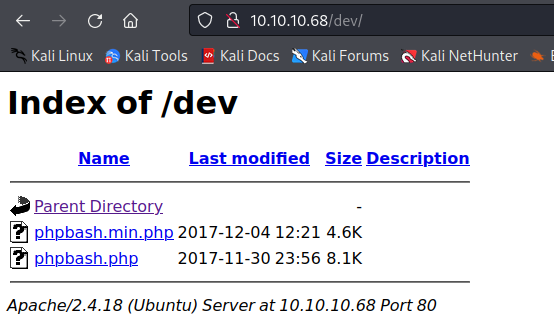 10.10.10.68/dev/
Kali Linux Kali Tools Kali Docs Kali Forums Kali NetHunter
Index of /dev
Name Last modified Size Description
Parent Directory -
phpbash.min.php 2017-12-04 12:21 4.6K
phpbash.php 2017-11-30 23:56 8.1K
Apache/2.4.18 (Ubuntu) Server at 10.10.10.68 Port 80